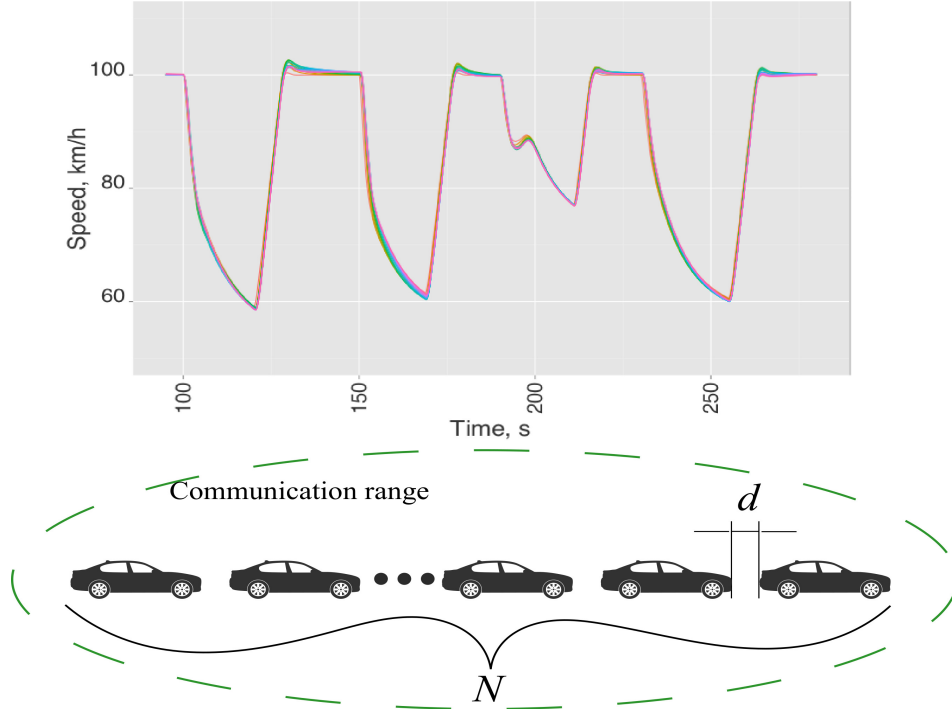 100
80
60
Speed, km/h
100
150
200
250
Time, s
Communication range
d
N